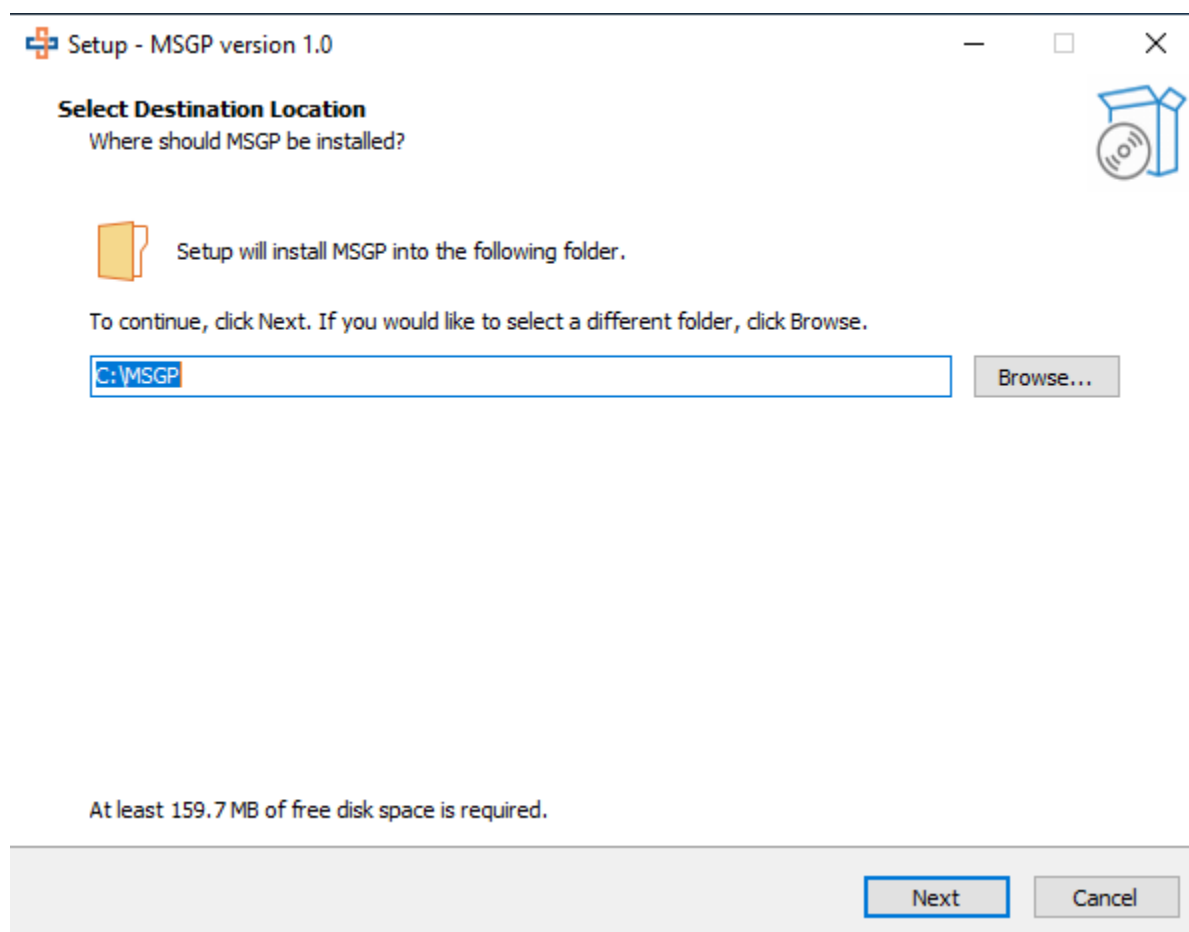 Setup - MSGP version 1.0
Select Destination Location
Where should MSGP be installed?
Setup will install MSGP into the following folder.
To continue, click Next. If you would like to select a different folder, click Browse.
C:\MSGP
Browse...
At least 159.7 MB of free disk space is required.
Next
Cancel